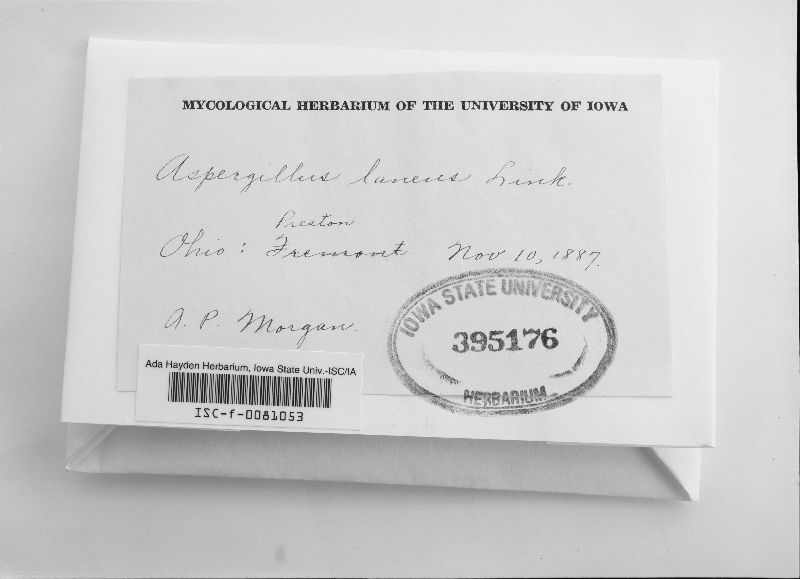 MYCOLOGICAL HERBARIUM OF THE UNIVERSITY OF IOWA
Aspergillus laneus Link.
Preston
Ohio: Fremont Nov. 10, 1887.
A. P. Morgan.
IOWA STATE UNIVERSITY
395176
HERBARIUM
Ada Hayden Herbarium, Iowa State Univ.-ISC/IA
ISC-f-0081053